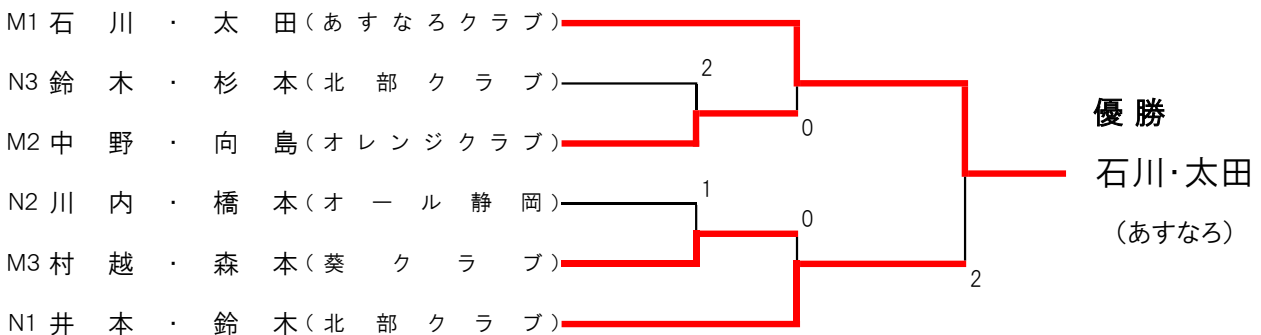 M1 石川・太田(あすなろクラブ)
N3 鈴木・杉本(北部クラブ)
2
M2 中野・向島(オレンジクラブ)
0
N2 川内・橋本(オール静岡)
1
0
M3 村越・森本(葵クラブ)
2
N1 井本・鈴木(北部クラブ)
優勝
石川・太田
(あすなろ)